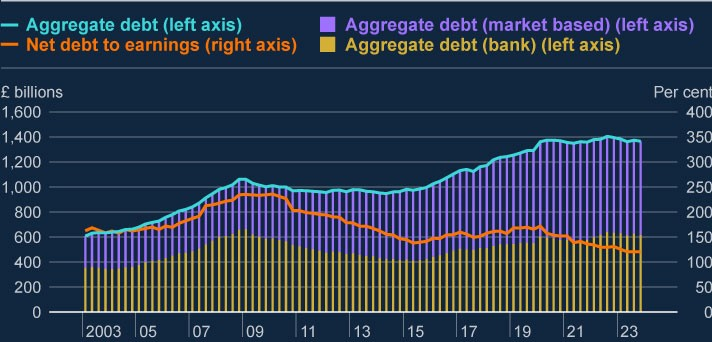 Aggregate debt (left axis)
Aggregate debt (market based) (left axis)
Net debt to earnings (right axis)
Aggregate debt (bank) (left axis)
£ billions
Per cent
1,600
400
1,400
350
1,200
300
1,000
250
800
200
600
150
400
100
200
50
0
0
2003 05 07 09 11 13 15 17 19 21 23